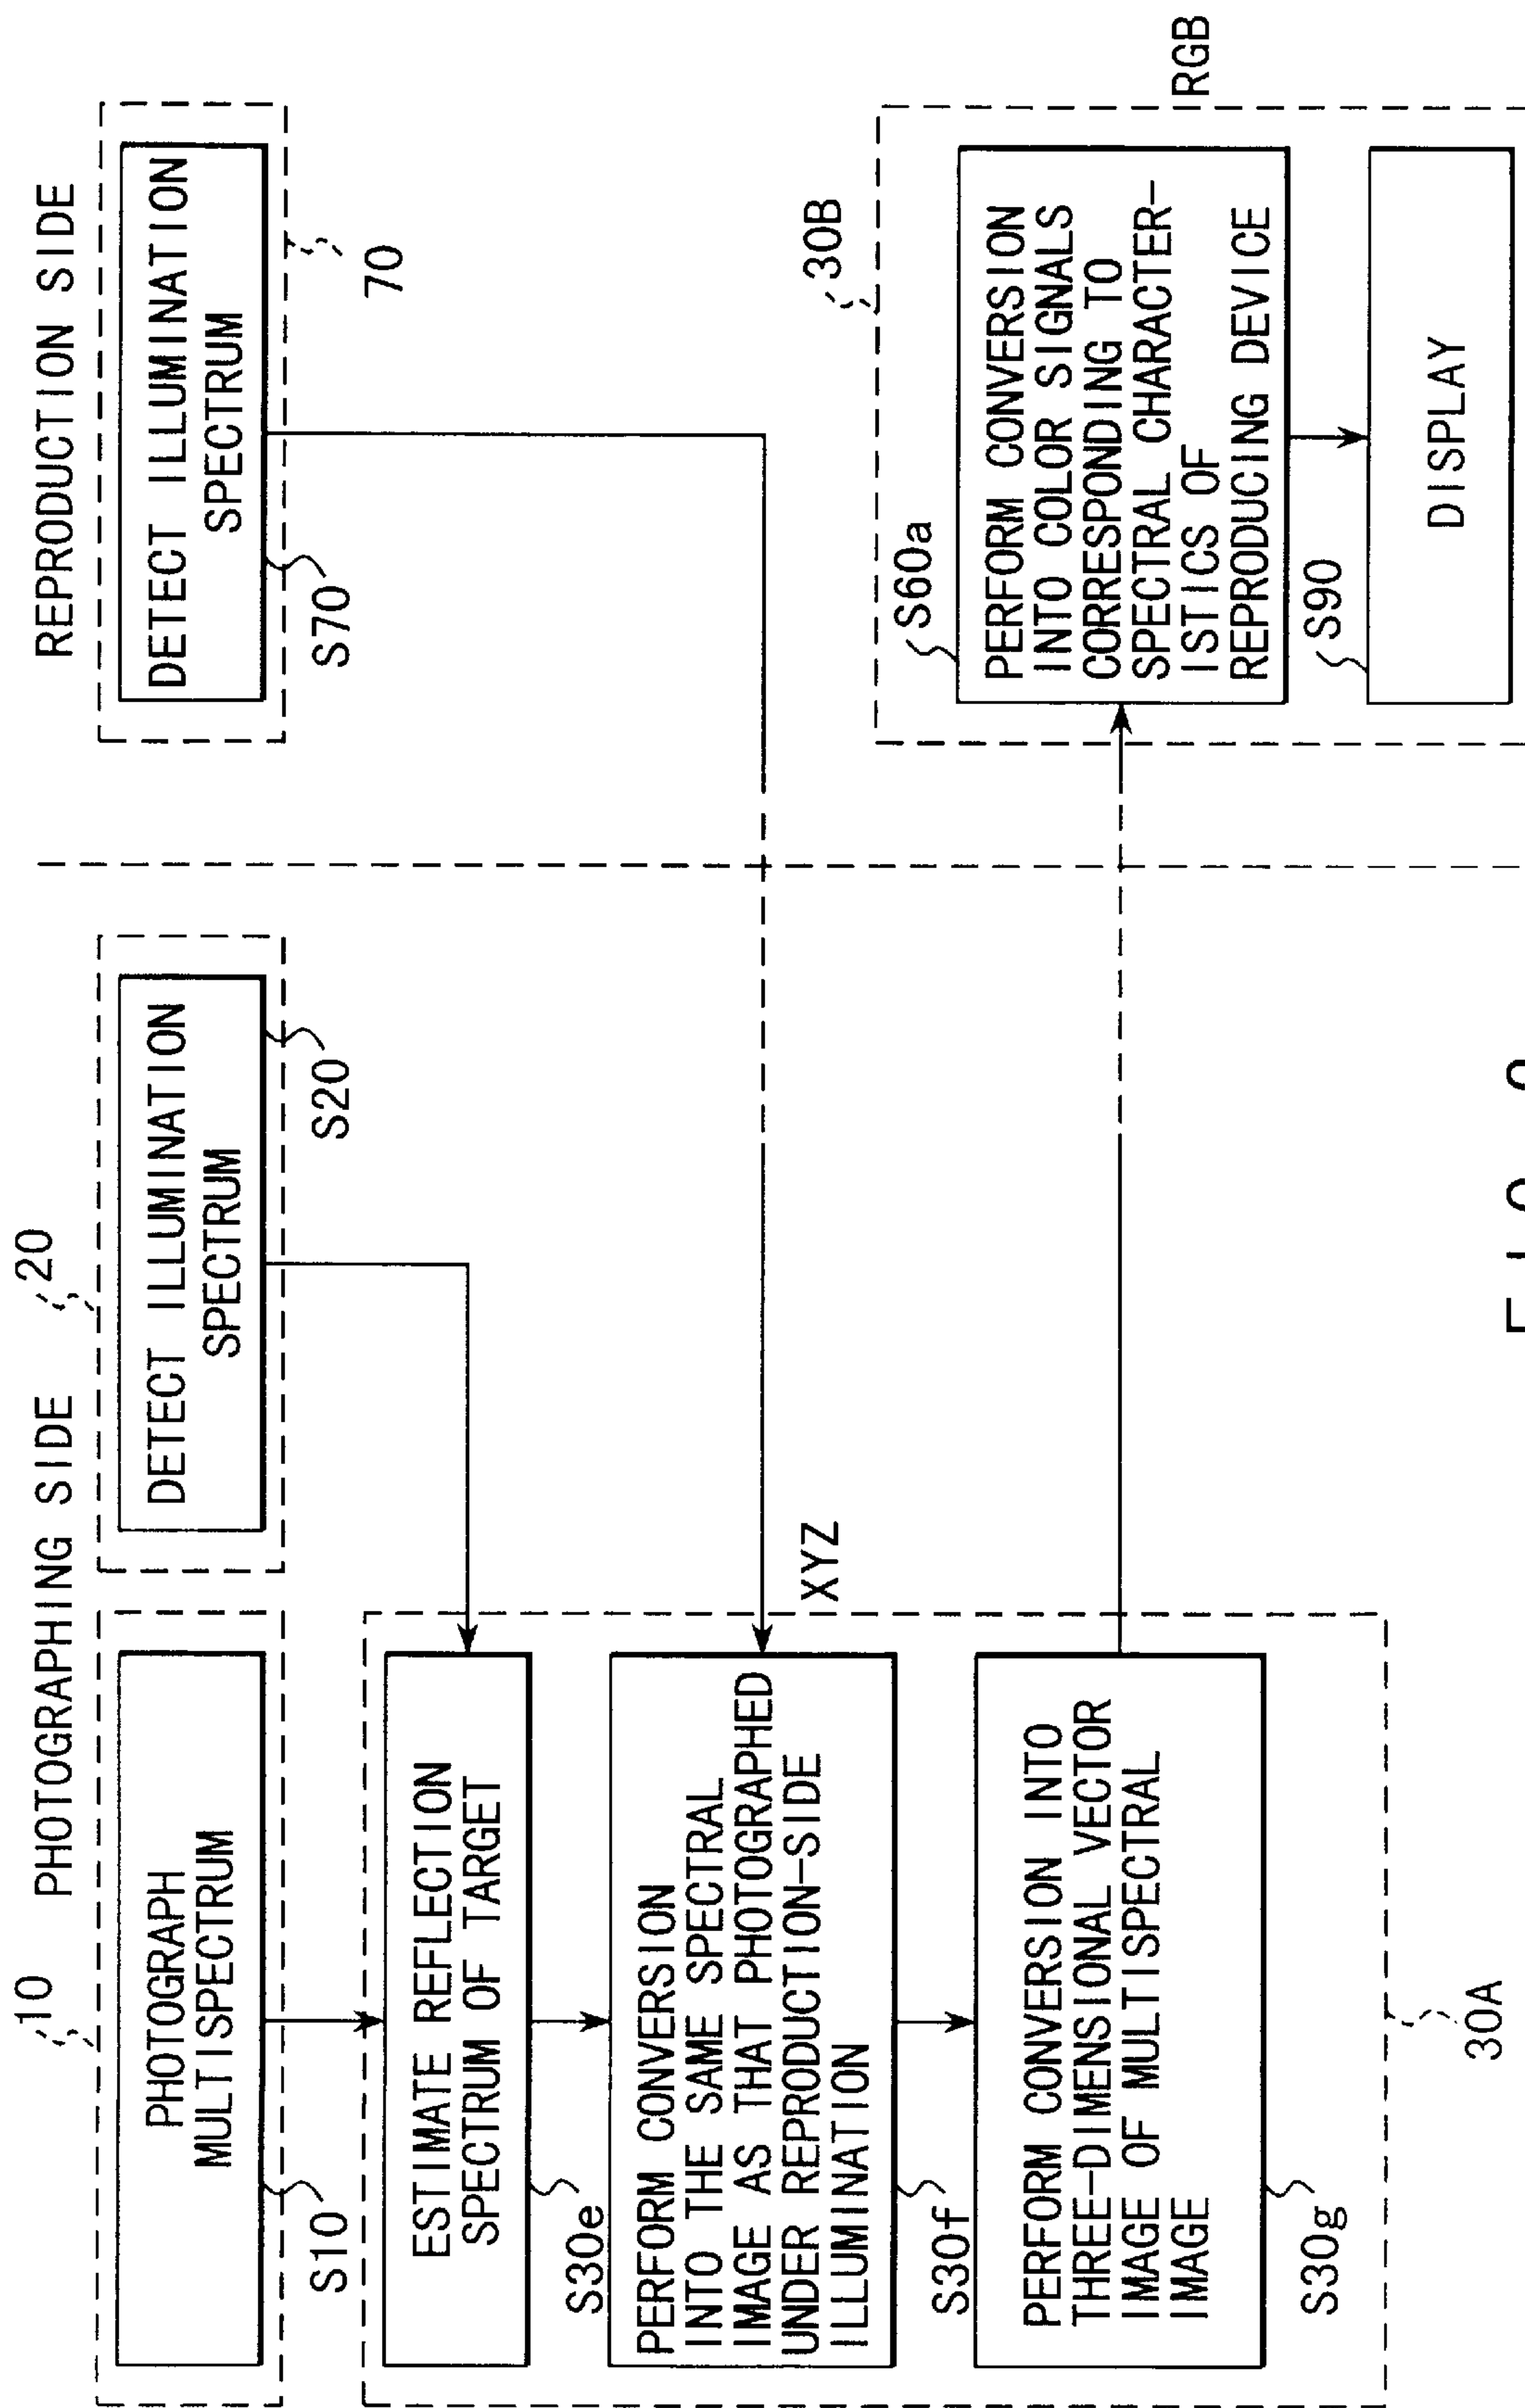 PHOTOGRAPHING SIDE
REPRODUCTION SIDE
10
PHOTOGRAPH
MULTISPECTRUM
S10
20
DETECT ILLUMINATION
SPECTRUM
S20
DETECT ILLUMINATION
SPECTRUM
S70
70
ESTIMATE REFLECTION
SPECTRUM OF TARGET
S30e
PERFORM CONVERSION
INTO THE SAME SPECTRAL
IMAGE AS THAT PHOTOGRAPHED
UNDER REPRODUCTION-SIDE
ILLUMINATION
XYZ
S30f
PERFORM CONVERSION INTO
THREE-DIMENSIONAL VECTOR
IMAGE OF MULTISPECTRAL
IMAGE
S30g
30A
30B
S60a
PERFORM CONVERSION
INTO COLOR SIGNALS
CORRESPONDING TO
SPECTRAL CHARACTER-
ISTICS OF
REPRODUCING DEVICE
RGB
S90
DISPLAY